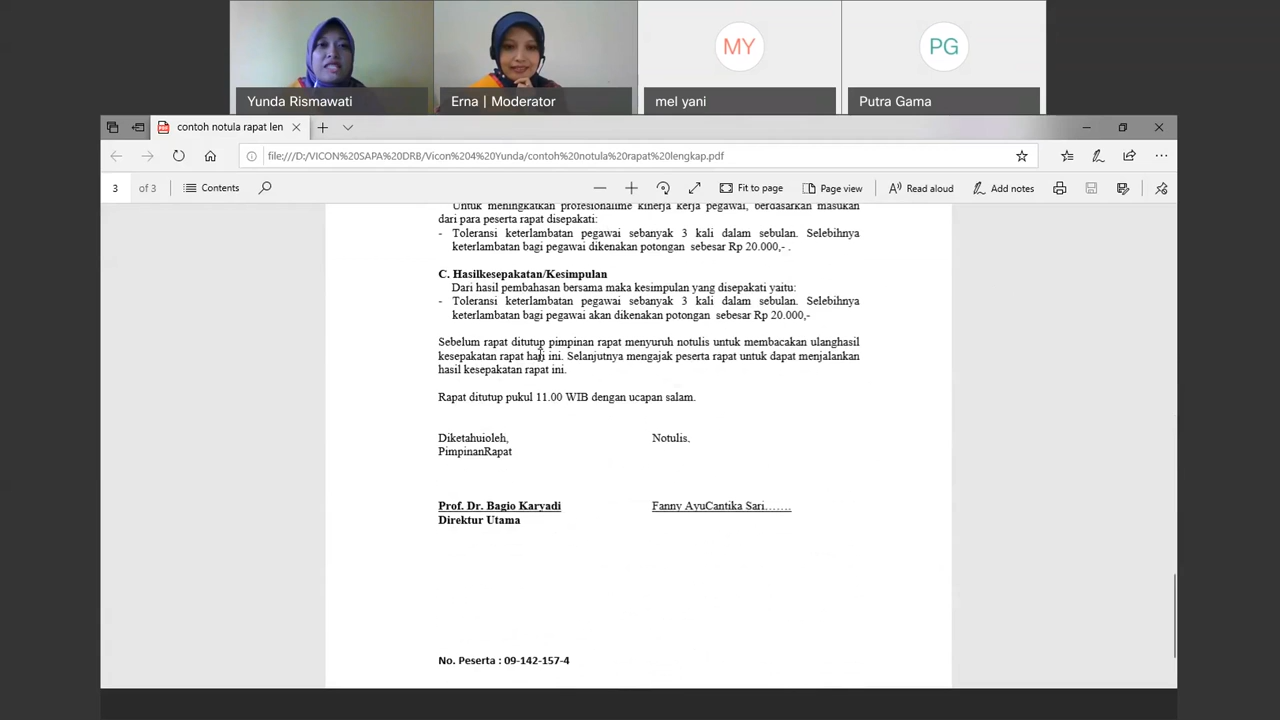 MY
PG
Yunda Rismawati
Erna | Moderator
mel yani
Putra Gama
contoh notula rapat len
file:///D:/VICON%20SAPA%20DRB/Vicon%204%20Yunda/contoh%20notula%20rapat%20lengkap.pdf
3 of 3 Contents Fit to page Page view Read aloud Add notes
Untuk meningkatkan profesionalime kinerja kerja pegawai, berdasarkan masukan
dari para peserta rapat disepakati:
- Toleransi keterlambatan pegawai sebanyak 3 kali dalam sebulan. Selebihnya
keterlambatan bagi pegawai dikenakan potongan sebesar Rp 20.000,- .
C. Hasilkesepakatan/Kesimpulan
Dari hasil pembahasan bersama maka kesimpulan yang disepakati yaitu:
- Toleransi keterlambatan pegawai sebanyak 3 kali dalam sebulan. Selebihnya
keterlambatan bagi pegawai akan dikenakan potongan sebesar Rp 20.000,-
Sebelum rapat ditutup pimpinan rapat menyuruh notulis untuk membacakan ulanghasil
kesepakatan rapat hari ini. Selanjutnya mengajak peserta rapat untuk dapat menjalankan
hasil kesepakatan rapat ini.
Rapat ditutup pukul 11.00 WIB dengan ucapan salam.
Diketahuioleh, Notulis.
PimpinanRapat
Prof. Dr. Bagio Karyadi Fanny AyuCantika Sari.......
Direktur Utama
No. Peserta : 09-142-157-4